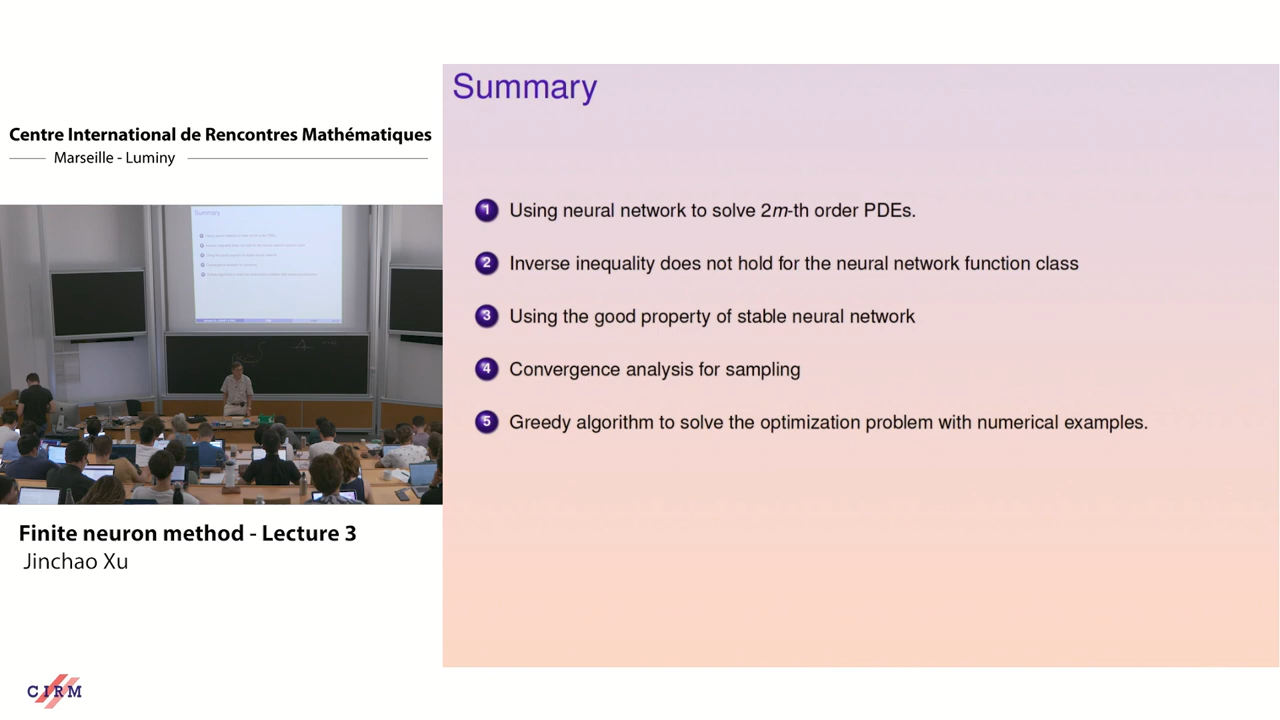 Centre International de Rencontres Mathématiques
Marseille - Luminy
Summary
Finite neuron method - Lecture 3
Jinchao Xu
CIRM
Summary
1 Using neural network to solve 2m-th order PDEs.
2 Inverse inequality does not hold for the neural network function class
3 Using the good property of stable neural network
4 Convergence analysis for sampling
5 Greedy algorithm to solve the optimization problem with numerical examples.